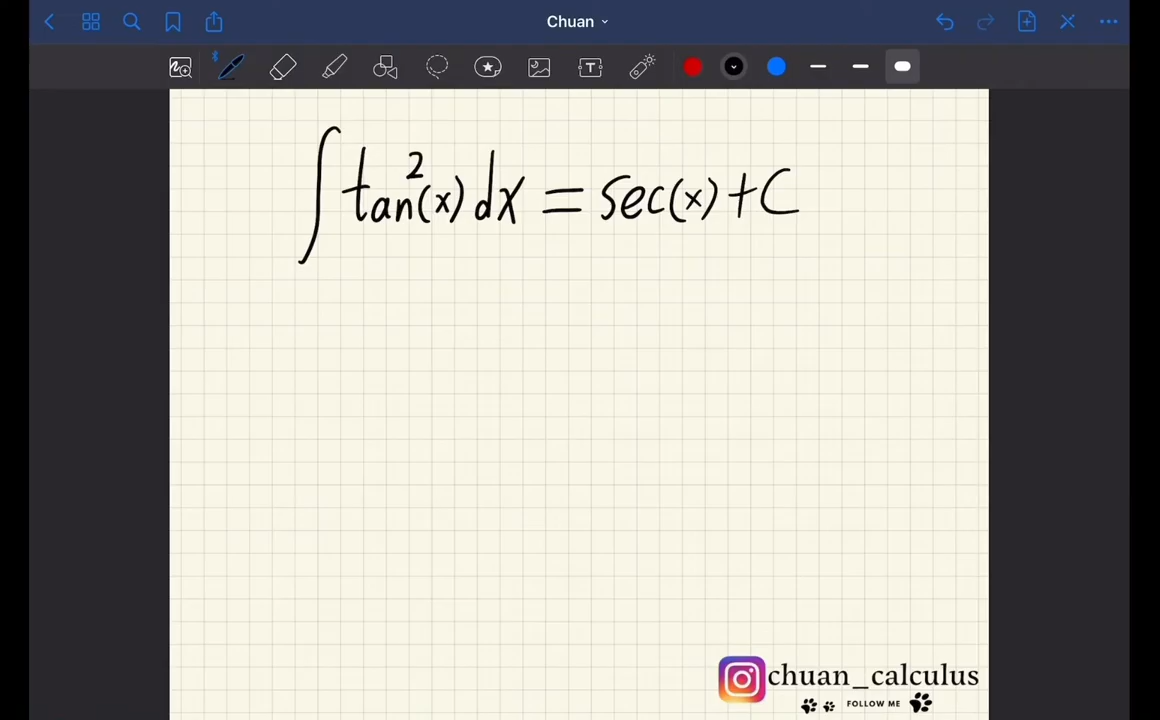 Chuan
T
∫ tan²(x) dx = sec(x) + C
chuan_calculus
FOLLOW ME